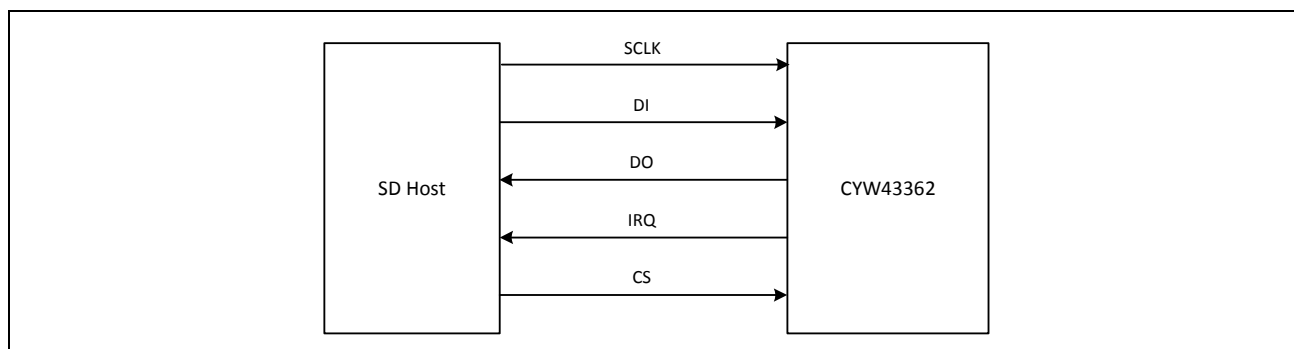 SCLK
DI
DO
SD Host
CYW43362
IRQ
CS